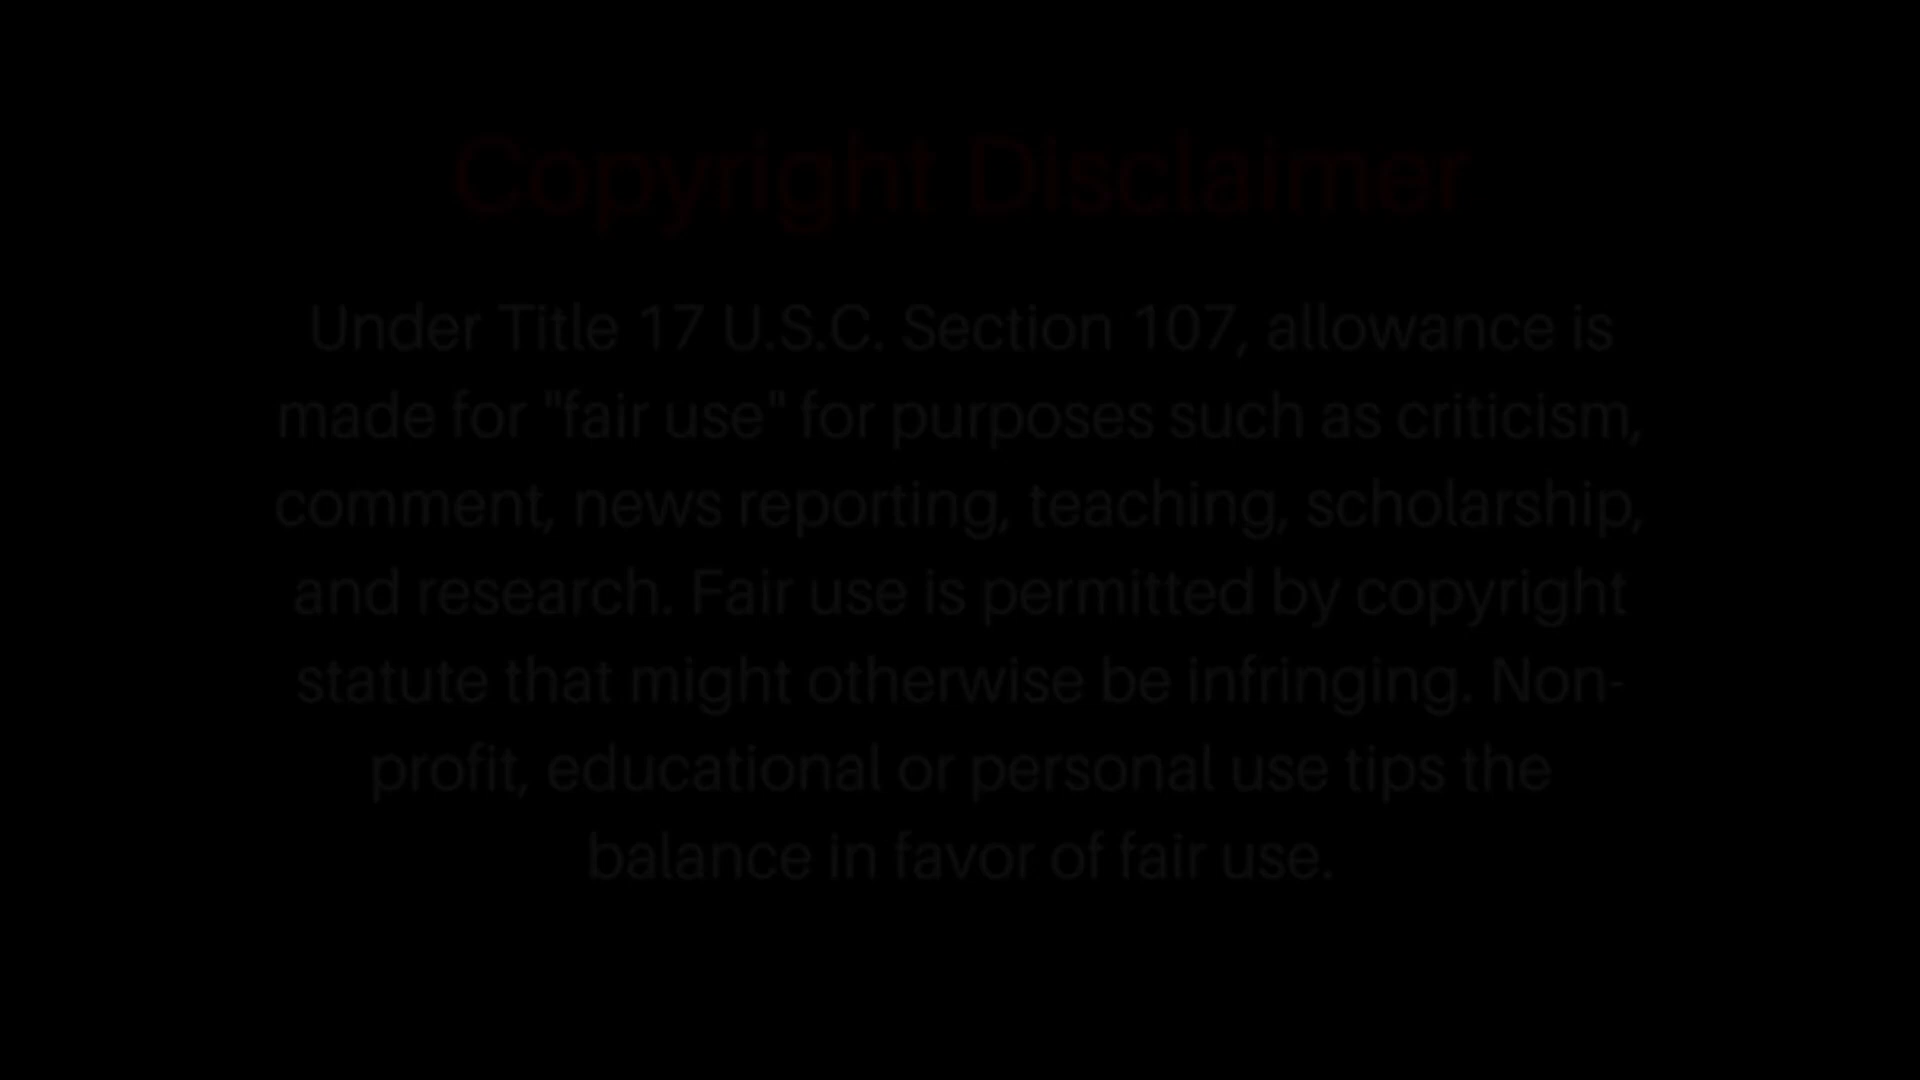 Copyright Disclaimer
Under Title 17 U.S.C. Section 107, allowance is
made for "fair use" for purposes such as criticism,
comment, news reporting, teaching, scholarship,
and research. Fair use is permitted by copyright
statute that might otherwise be infringing. Non-
profit, educational or personal use tips the
balance in favor of fair use.